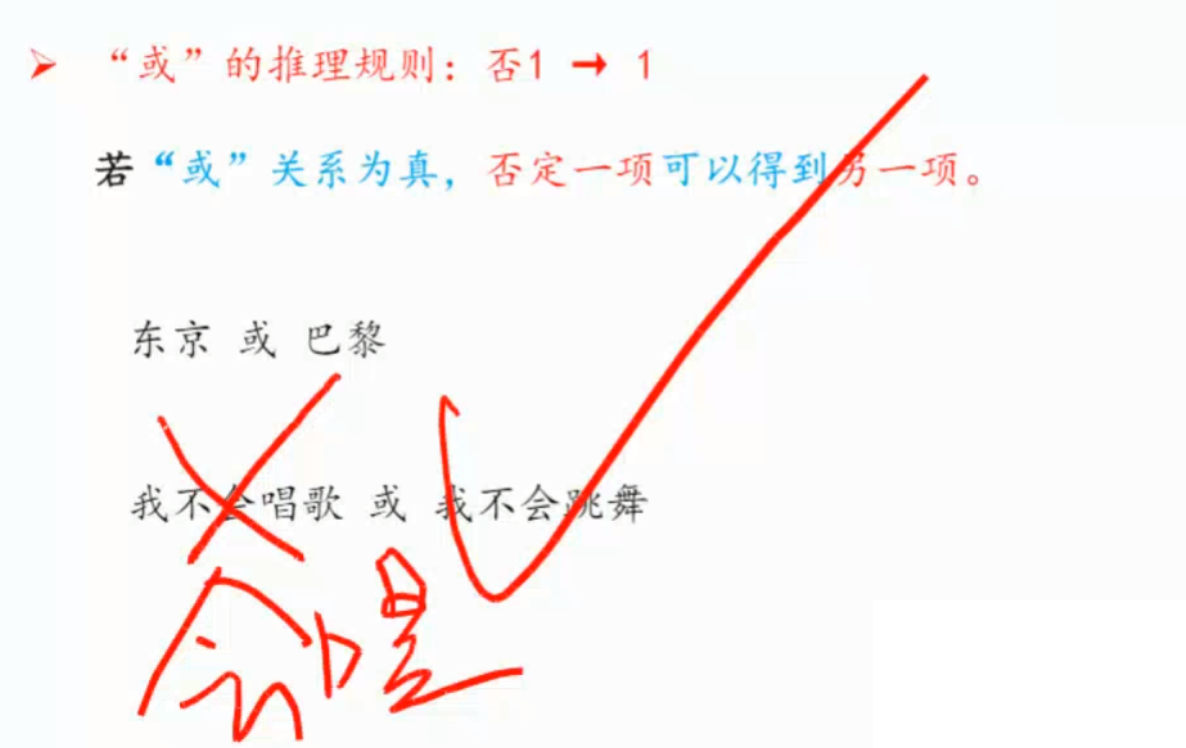 ➢ “或”的推理规则：否1 → 1
若“或”关系为真，否定一项可以得到另一项。
东京 或 巴黎
我不会唱歌 或 我不会跳舞
会唱